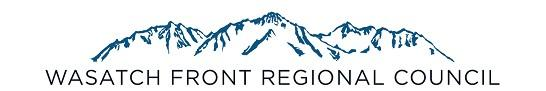 WASATCH FRONT REGIONAL COUNCIL